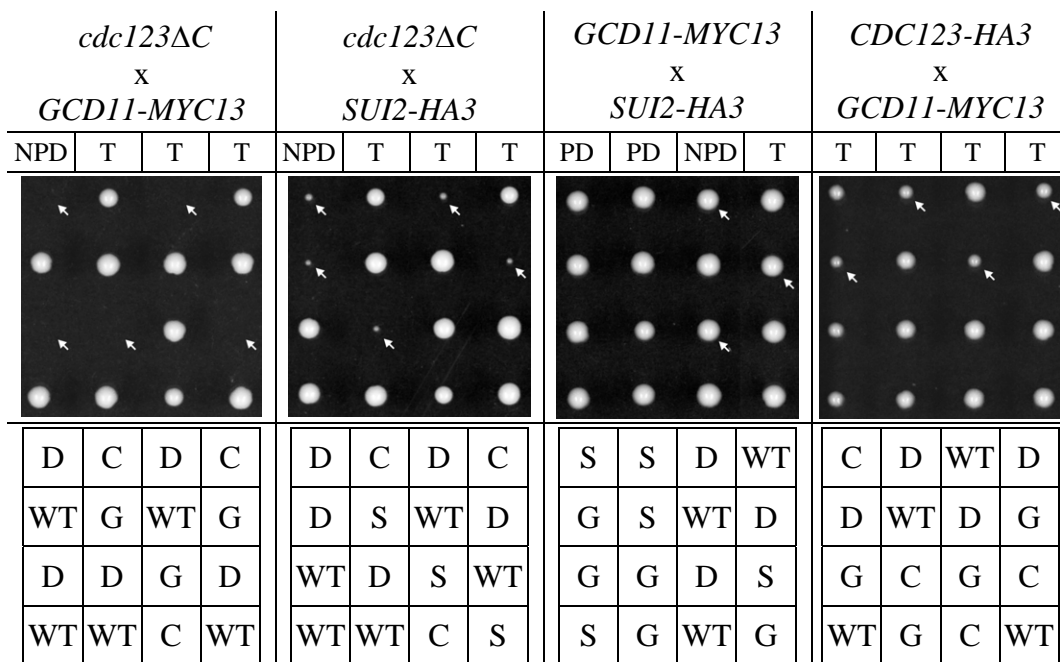 cdc123ΔC cdc123ΔC GCD11-MYC13 CDC123-HA3
x x x x
GCD11-MYC13 SUI2-HA3 SUI2-HA3 GCD11-MYC13
NPD T T T NPD T T T PD PD NPD T T T T T
D C D C D C D C S S D WT C D WT D
WT G WT G D S WT D G S WT D D WT D G
D D G D WT D S WT G G D S G C G C
WT WT C WT WT WT C S S G WT G WT G C WT